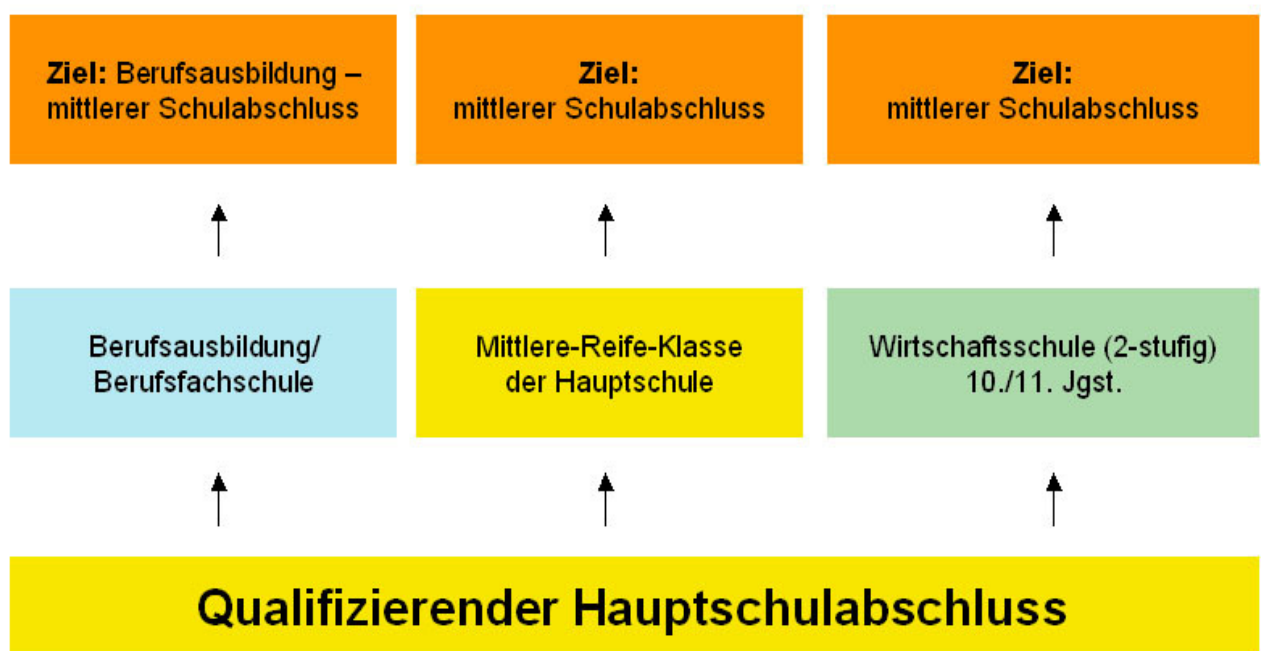 Ziel: Berufsausbildung –
mittlerer Schulabschluss
Ziel:
mittlerer Schulabschluss
Ziel:
mittlerer Schulabschluss
Berufsausbildung/
Berufsfachschule
Mittlere-Reife-Klasse
der Hauptschule
Wirtschaftsschule (2-stufig)
10./11. Jgst.
Qualifizierender Hauptschulabschluss